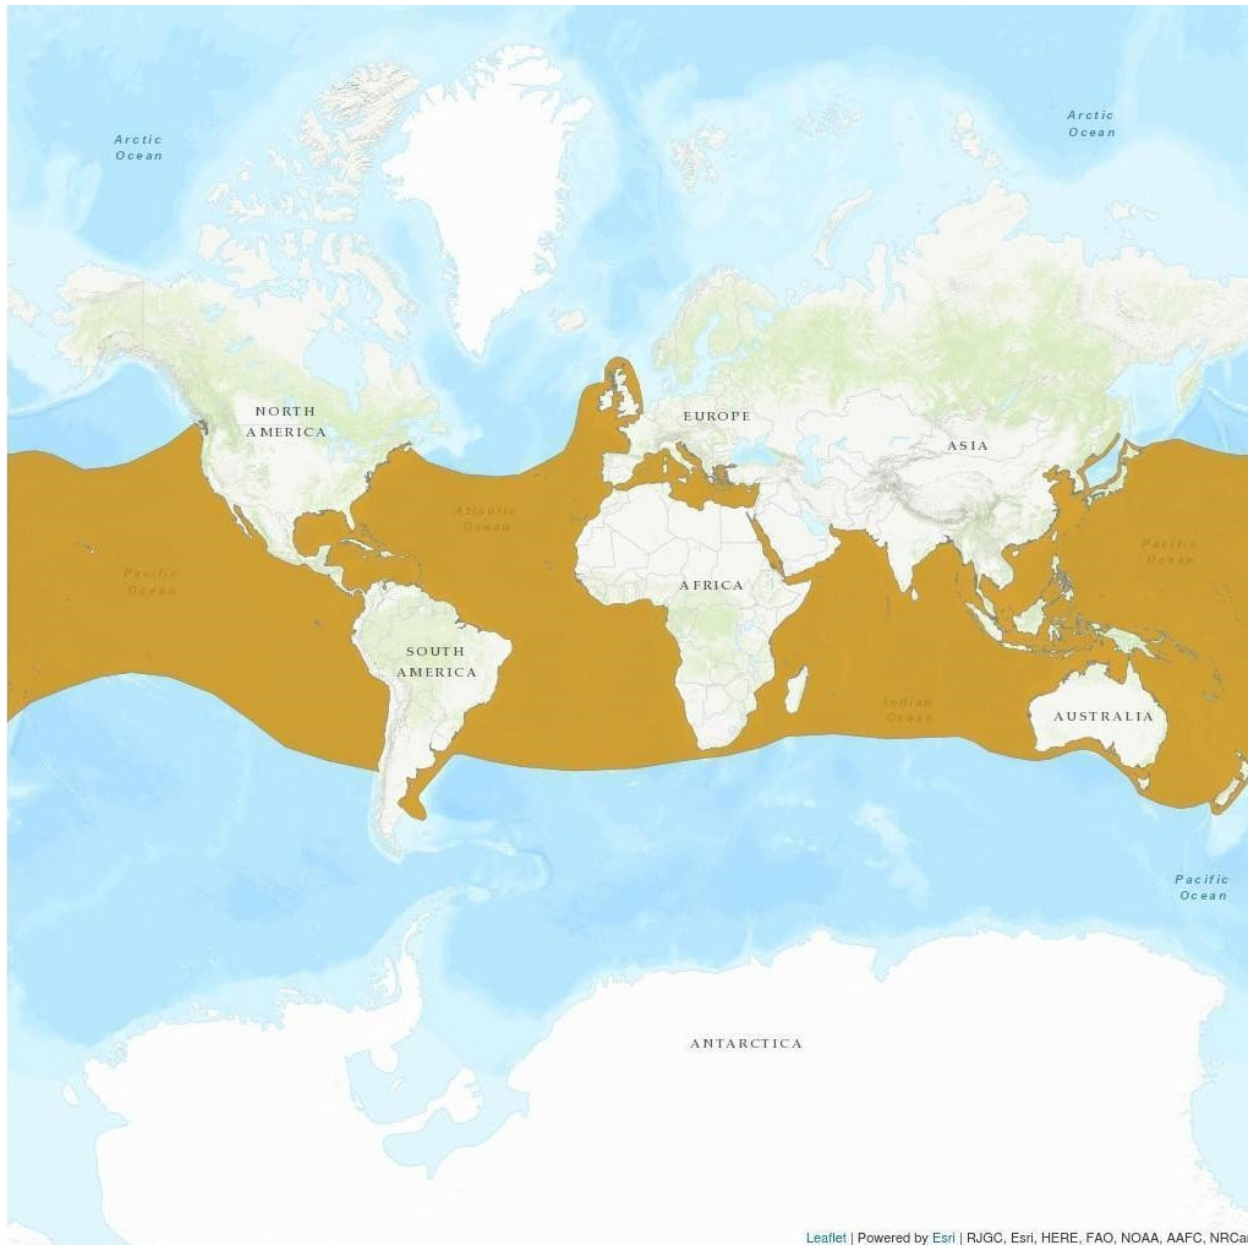 Arctic
Ocean
Arctic
Ocean
NORTH
AMERICA
EUROPE
ASIA
Atlantic
Ocean
Pacific
Ocean
Pacific
Ocean
AFRICA
SOUTH
AMERICA
Indian
Ocean
AUSTRALIA
Pacific
Ocean
ANTARCTICA
Leaflet | Powered by Esri | RJGC, Esri, HERE, FAO, NOAA, AAFC, NRCa